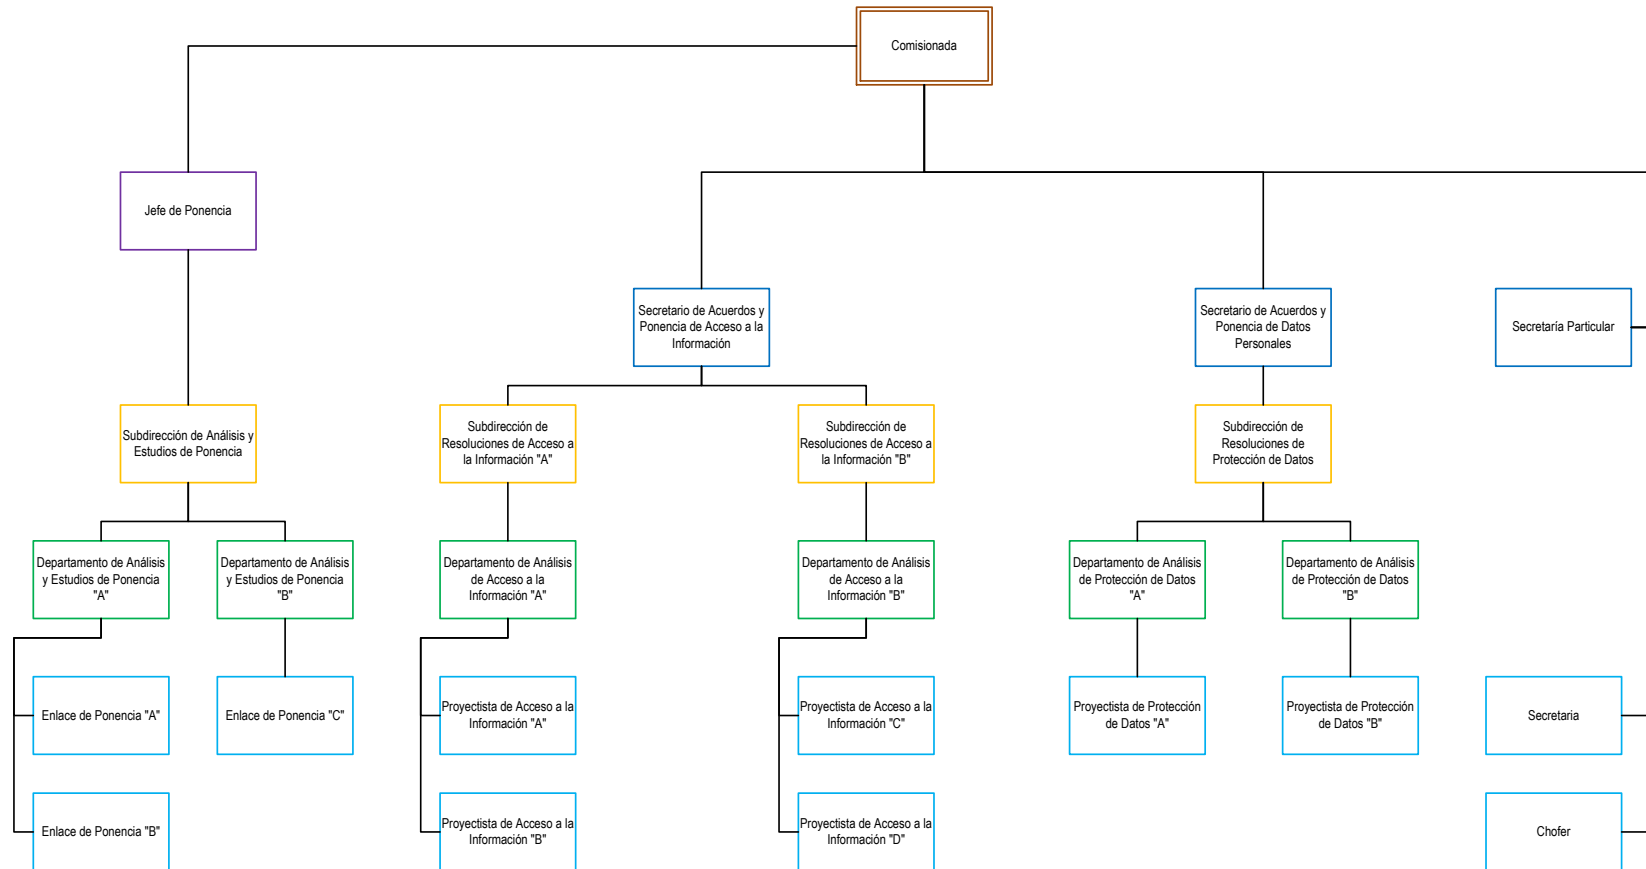 Comisionada
Jefe de Ponencia
Secretario de Acuerdos y
Ponencia de Acceso a la
Información
Secretario de Acuerdos y
Ponencia de Datos
Personales
Secretaría Particular
Subdirección de Análisis y
Estudios de Ponencia
Subdirección de
Resoluciones de Acceso a
la Información "A"
Subdirección de
Resoluciones de Acceso a
la Información "B"
Subdirección de
Resoluciones de
Protección de Datos
Departamento de Análisis
y Estudios de Ponencia
"A"
Departamento de Análisis
y Estudios de Ponencia
"B"
Departamento de Análisis
de Acceso a la
Información "A"
Departamento de Análisis
de Acceso a la
Información "B"
Departamento de Análisis
de Protección de Datos
"A"
Departamento de Análisis
de Protección de Datos
"B"
Enlace de Ponencia "A"
Enlace de Ponencia "C"
Proyectista de Acceso a la
Información "A"
Proyectista de Acceso a la
Información "C"
Proyectista de Protección
de Datos "A"
Proyectista de Protección
de Datos "B"
Secretaria
Enlace de Ponencia "B"
Proyectista de Acceso a la
Información "B"
Proyectista de Acceso a la
Información "D"
Chofer